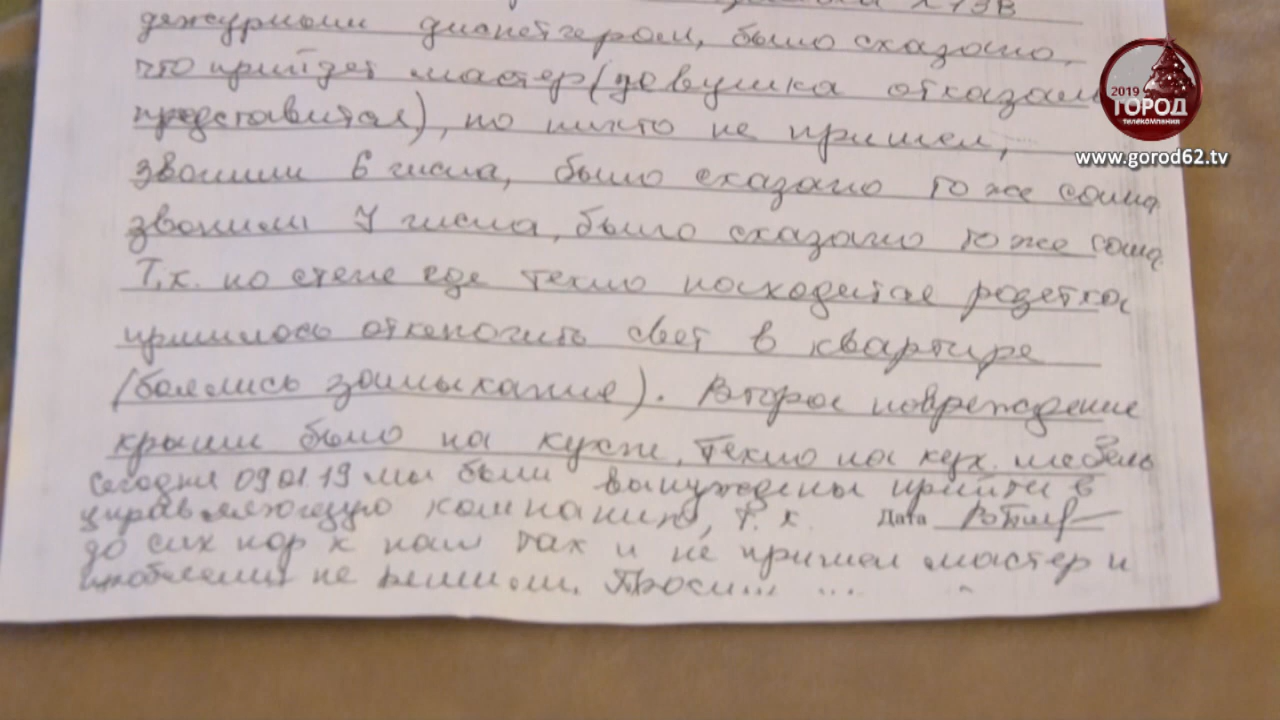 дежурным диспетчером, было сказано,
что прийдет мастер (девушка отказалась
представится), но никто не пришел,
звонили 6 числа, было сказано то же самое
звонили 7 числа, было сказано то же самое
Т.к. по стене где текло находится розетка
пришлось отключить свет в квартире
(боялись замыкания). Второе повреждение
крыши было на кухне, текло на кух. мебель
Сегодня 09.01.19 мы были вынуждены прийти в
управляющую компанию, т.к.
Дата
до сих пор к нам так и не пришел мастер и
проблемы не решили.
2019
ГОРОД
телекомпания
www.gorod62.tv